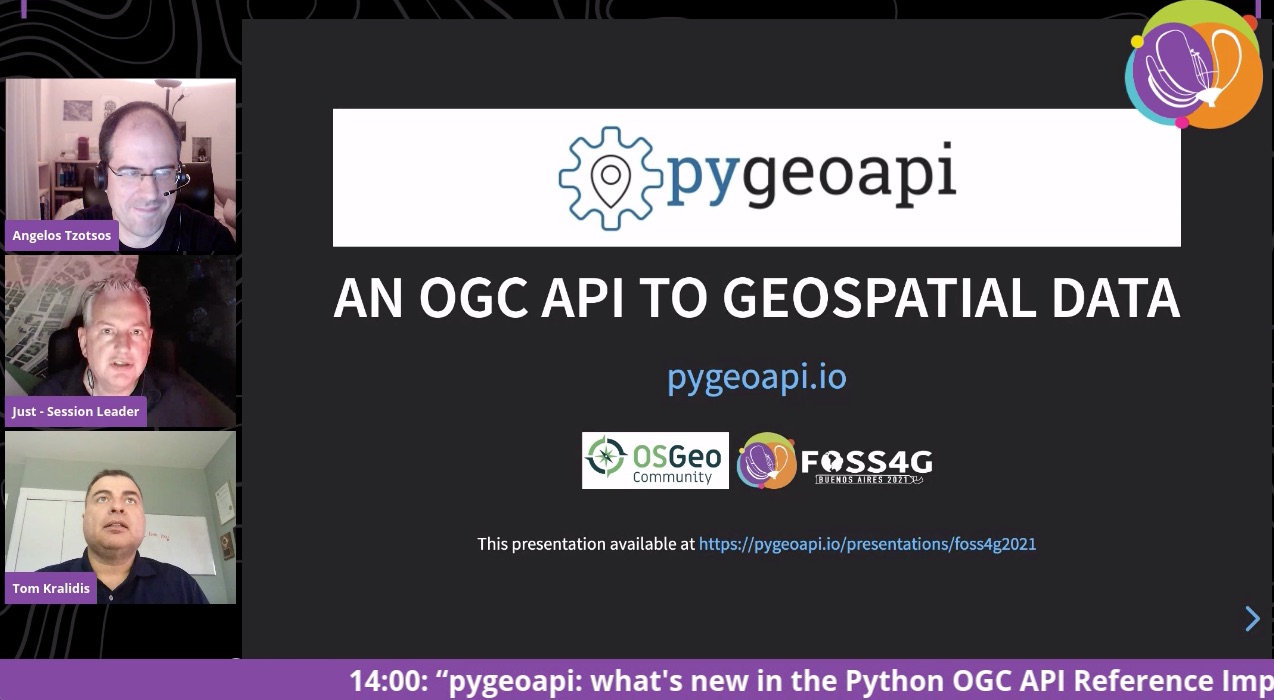 Angelos Tzotsos
Just - Session Leader
Tom Kralidis
pygeoapi
AN OGC API TO GEOSPATIAL DATA
pygeoapi.io
OSGeo
Community
FOSS4G
BUENOS AIRES 2021
This presentation available at https://pygeoapi.io/presentations/foss4g2021
14:00: “pygeoapi: what's new in the Python OGC API Reference Imp